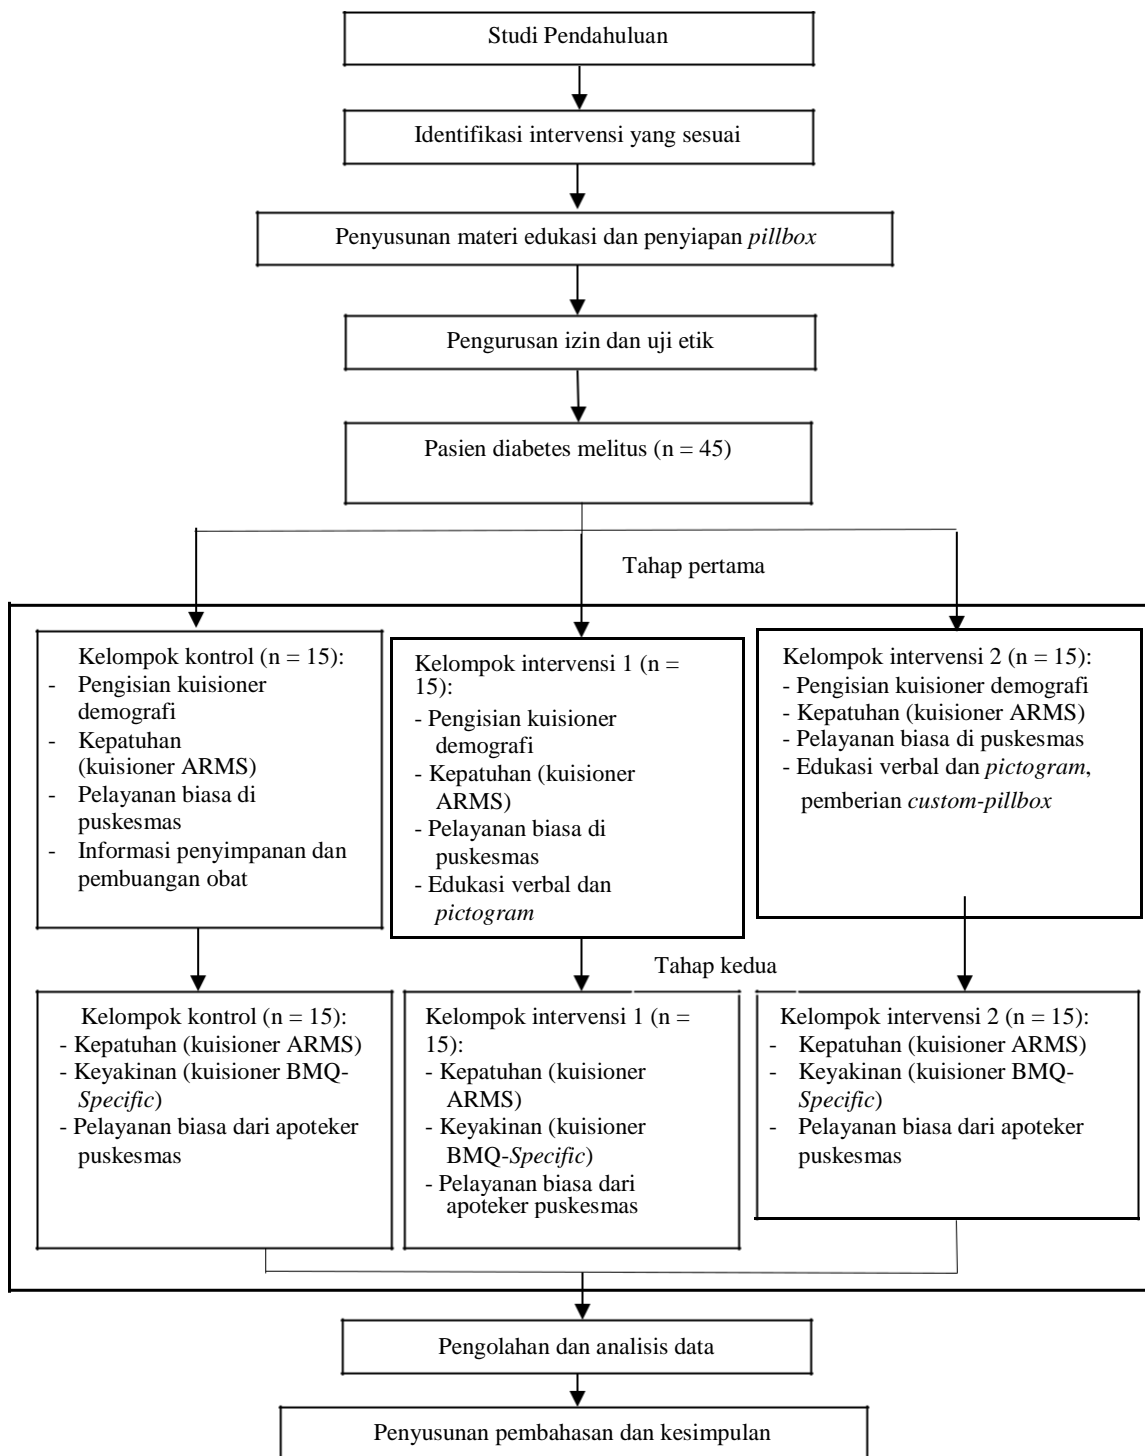 Studi Pendahuluan
Identifikasi intervensi yang sesuai
Penyusunan materi edukasi dan penyiapan pillbox
Pengurusan izin dan uji etik
Pasien diabetes melitus (n = 45)
Tahap pertama
Kelompok kontrol (n = 15):
- Pengisian kuisioner
demografi
- Kepatuhan
(kuisioner ARMS)
- Pelayanan biasa di
puskesmas
- Informasi penyimpanan dan
pembuangan obat
Kelompok intervensi 1 (n =
15):
- Pengisian kuisioner
demografi
- Kepatuhan (kuisioner
ARMS)
- Pelayanan biasa di
puskesmas
- Edukasi verbal dan
pictogram
Kelompok intervensi 2 (n = 15):
- Pengisian kuisioner demografi
- Kepatuhan (kuisioner ARMS)
- Pelayanan biasa di puskesmas
- Edukasi verbal dan pictogram,
pemberian custom-pillbox
Tahap kedua
Kelompok kontrol (n = 15):
- Kepatuhan (kuisioner ARMS)
- Keyakinan (kuisioner BMQ-
Specific)
- Pelayanan biasa dari apoteker
puskesmas
Kelompok intervensi 1 (n =
15):
- Kepatuhan (kuisioner
ARMS)
- Keyakinan (kuisioner
BMQ-Specific)
- Pelayanan biasa dari
apoteker puskesmas
Kelompok intervensi 2 (n = 15):
- Kepatuhan (kuisioner ARMS)
- Keyakinan (kuisioner BMQ-
Specific)
- Pelayanan biasa dari apoteker
puskesmas
Pengolahan dan analisis data
Penyusunan pembahasan dan kesimpulan